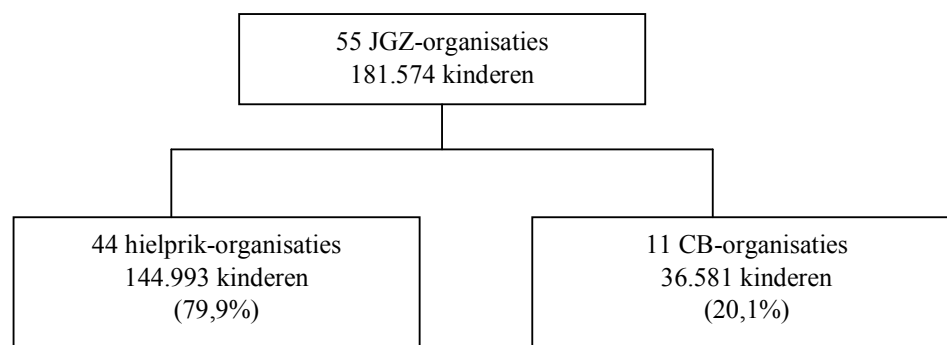 55 JGZ-organisaties
181.574 kinderen
44 hielprik-organisaties
144.993 kinderen
(79,9%)
11 CB-organisaties
36.581 kinderen
(20,1%)